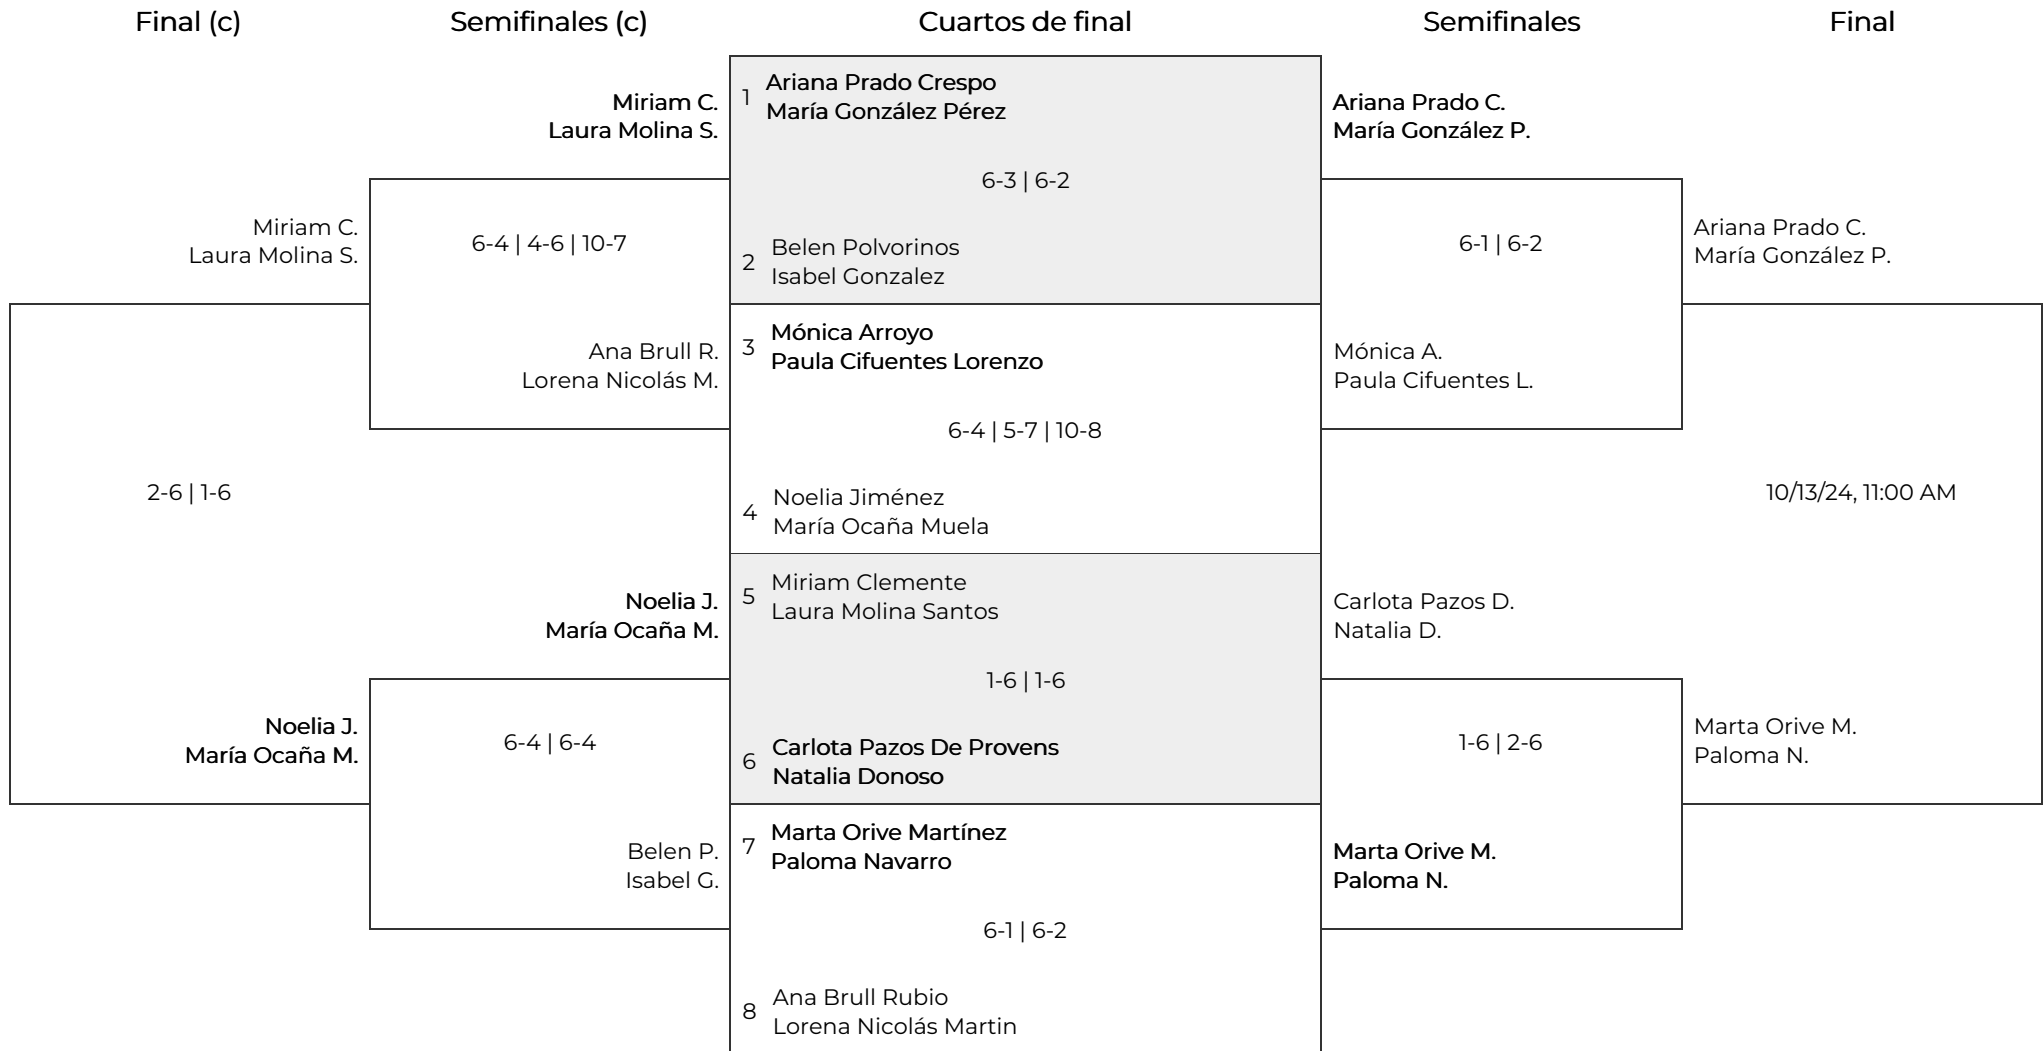 Final (c)
Semifinales (c)
Cuartos de final
Semifinales
Final
Miriam C.
Laura Molina S.
6-4 | 4-6 | 10-7
Ana Brull R.
Lorena Nicolás M.
Miriam C.
Laura Molina S.
2-6 | 1-6
Noelia J.
María Ocaña M.
Noelia J.
María Ocaña M.
6-4 | 6-4
Belen P.
Isabel G.
1
Ariana Prado Crespo
María González Pérez
6-3 | 6-2
2
Belen Polvorinos
Isabel Gonzalez
3
Mónica Arroyo
Paula Cifuentes Lorenzo
6-4 | 5-7 | 10-8
4
Noelia Jiménez
María Ocaña Muela
5
Miriam Clemente
Laura Molina Santos
1-6 | 1-6
6
Carlota Pazos De Provens
Natalia Donoso
7
Marta Orive Martínez
Paloma Navarro
6-1 | 6-2
8
Ana Brull Rubio
Lorena Nicolás Martin
Ariana Prado C.
María González P.
6-1 | 6-2
Mónica A.
Paula Cifuentes L.
Carlota Pazos D.
Natalia D.
1-6 | 2-6
Marta Orive M.
Paloma N.
Ariana Prado C.
María González P.
10/13/24, 11:00 AM
Marta Orive M.
Paloma N.